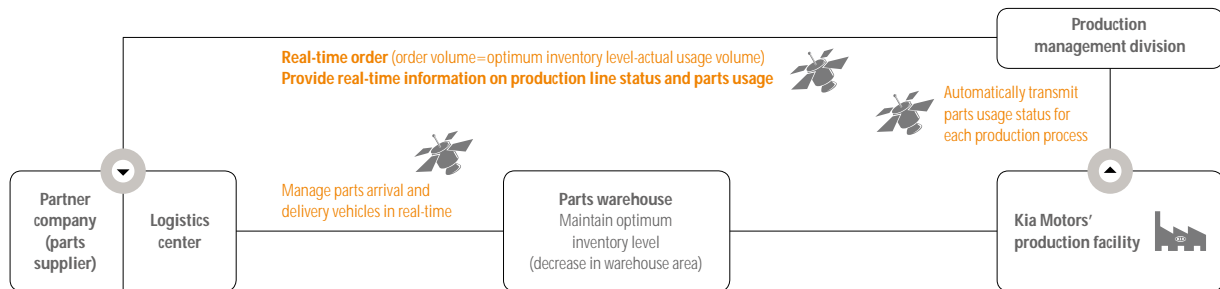 Production
management division
Real-time order (order volume=optimum inventory level-actual usage volume)
Provide real-time information on production line status and parts usage
Automatically transmit
parts usage status for
each production process
Manage parts arrival and
delivery vehicles in real-time
Partner
company
(parts
supplier)
Logistics
center
Parts warehouse
Maintain optimum
inventory level
(decrease in warehouse area)
Kia Motors’
production facility
KIA